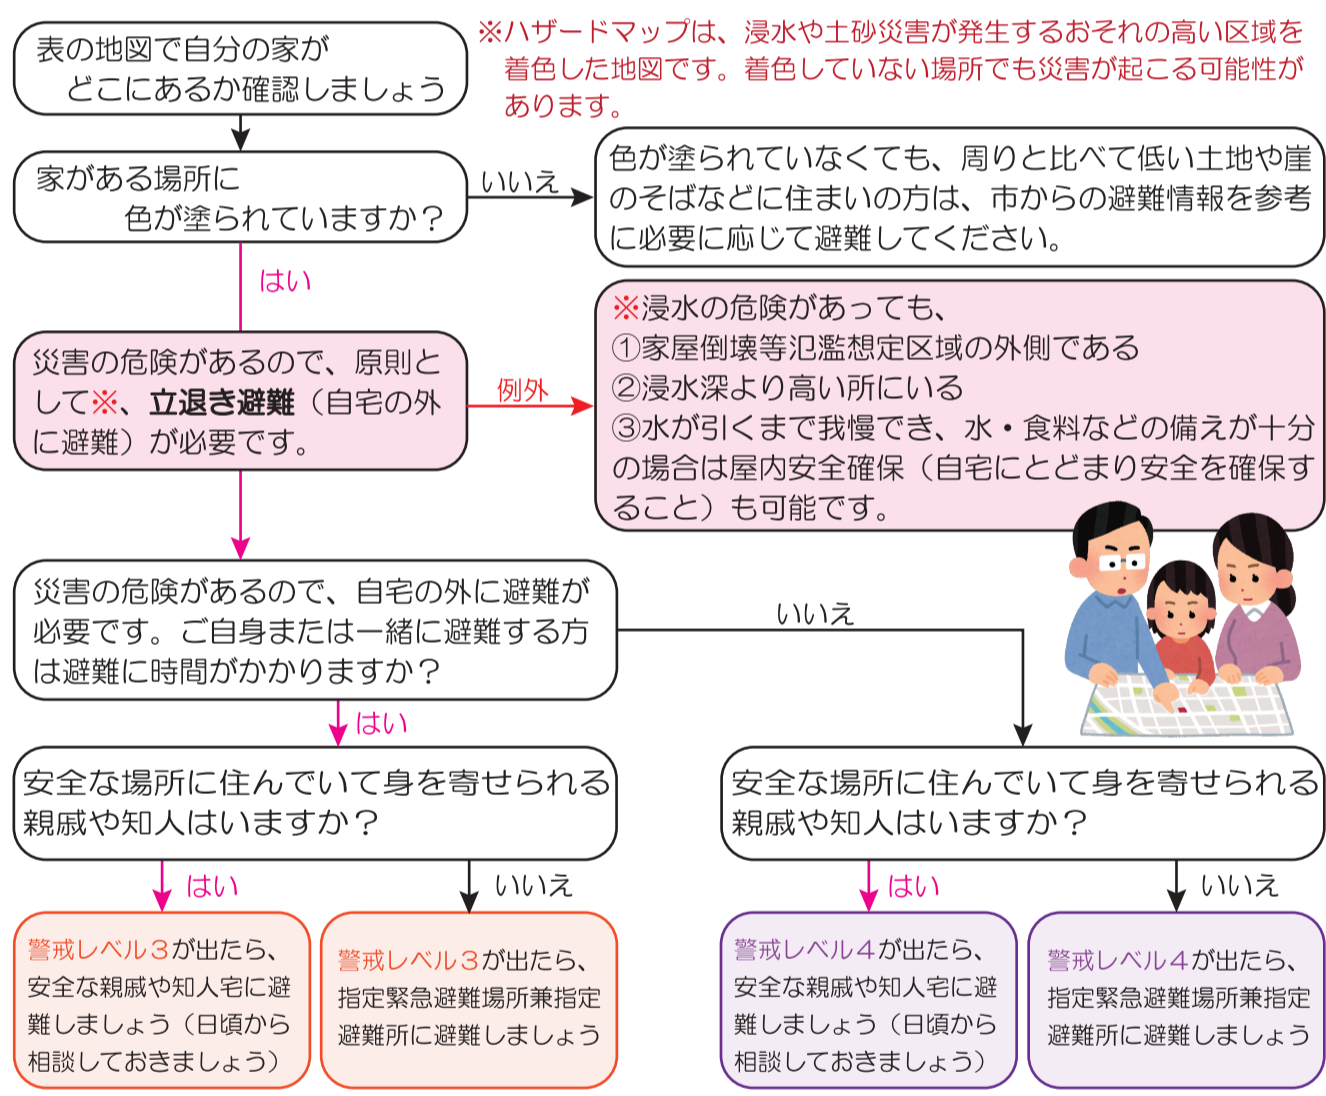 表の地図で自分の家が
どこにあるか確認しましょう
※ハザードマップは、浸水や土砂災害が発生するおそれの高い区域を
着色した地図です。着色していない場所でも災害が起こる可能性が
あります。
家がある場所に
色が塗られていますか？
いいえ
色が塗られていなくても、周りと比べて低い土地や崖
のそばなどに住まいの方は、市からの避難情報を参考
に必要に応じて避難してください。
はい
災害の危険があるので、原則と
して※、立退き避難（自宅の外
に避難）が必要です。
例外
※浸水の危険があっても、
①家屋倒壊等氾濫想定区域の外側である
②浸水深より高い所にいる
③水が引くまで我慢でき、水・食料などの備えが十分
の場合は屋内安全確保（自宅にとどまり安全を確保す
ること）も可能です。
災害の危険があるので、自宅の外に避難が
必要です。ご自身または一緒に避難する方
は避難に時間がかかりますか？
いいえ
はい
安全な場所に住んでいて身を寄せられる
親戚や知人はいますか？
安全な場所に住んでいて身を寄せられる
親戚や知人はいますか？
はい
いいえ
はい
いいえ
警戒レベル３が出たら、
安全な親戚や知人宅に避
難しましょう（日頃から
相談しておきましょう）
警戒レベル３が出たら、
指定緊急避難場所兼指定
避難所に避難しましょう
警戒レベル４が出たら、
安全な親戚や知人宅に避
難しましょう（日頃から
相談しておきましょう）
警戒レベル４が出たら、
指定緊急避難場所兼指定
避難所に避難しましょう